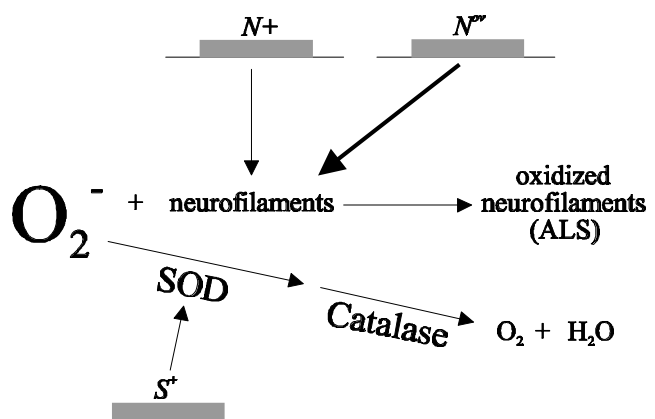 N+
N^ov
O₂⁻ + neurofilaments
oxidized
neurofilaments
(ALS)
SOD
Catalase
O₂ + H₂O
S⁺